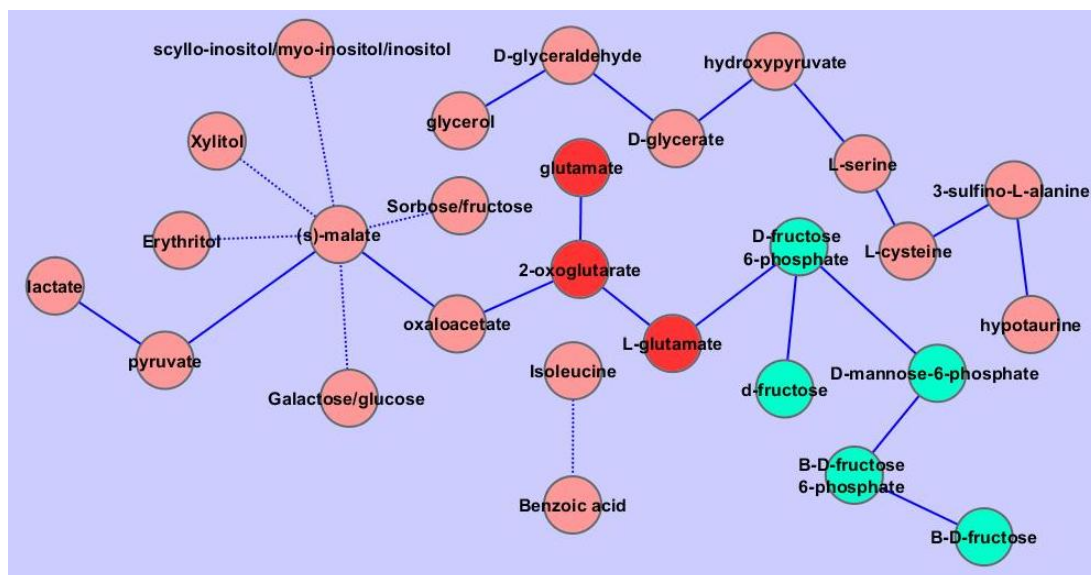 scyllo-inositol/myo-inositol/inositol
D-glyceraldehyde
hydroxypyruvate
glycerol
Xylitol
D-glycerate
glutamate
L-serine
3-sulfino-L-alanine
Sorbose/fructose
(s)-malate
Erythritol
D-fructose
6-phosphate
L-cysteine
2-oxoglutarate
lactate
oxaloacetate
hypotaurine
L-glutamate
pyruvate
Isoleucine
D-mannose-6-phosphate
d-fructose
Galactose/glucose
B-D-fructose
6-phosphate
Benzoic acid
B-D-fructose